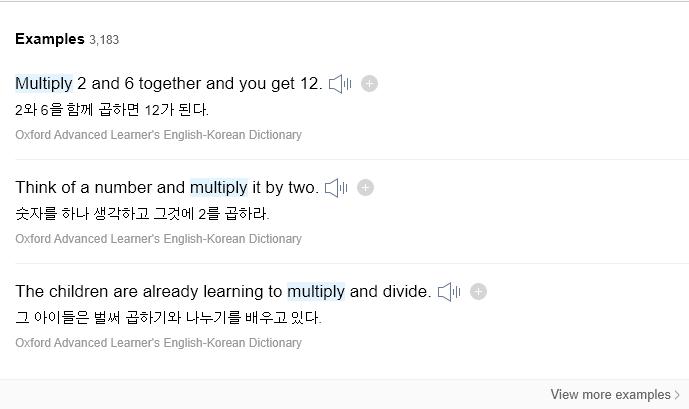 Examples 3,183
Multiply 2 and 6 together and you get 12.
2와 6을 함께 곱하면 12가 된다.
Oxford Advanced Learner's English-Korean Dictionary
Think of a number and multiply it by two.
숫자를 하나 생각하고 그것에 2를 곱하라.
Oxford Advanced Learner's English-Korean Dictionary
The children are already learning to multiply and divide.
그 아이들은 벌써 곱하기와 나누기를 배우고 있다.
Oxford Advanced Learner's English-Korean Dictionary
View more examples